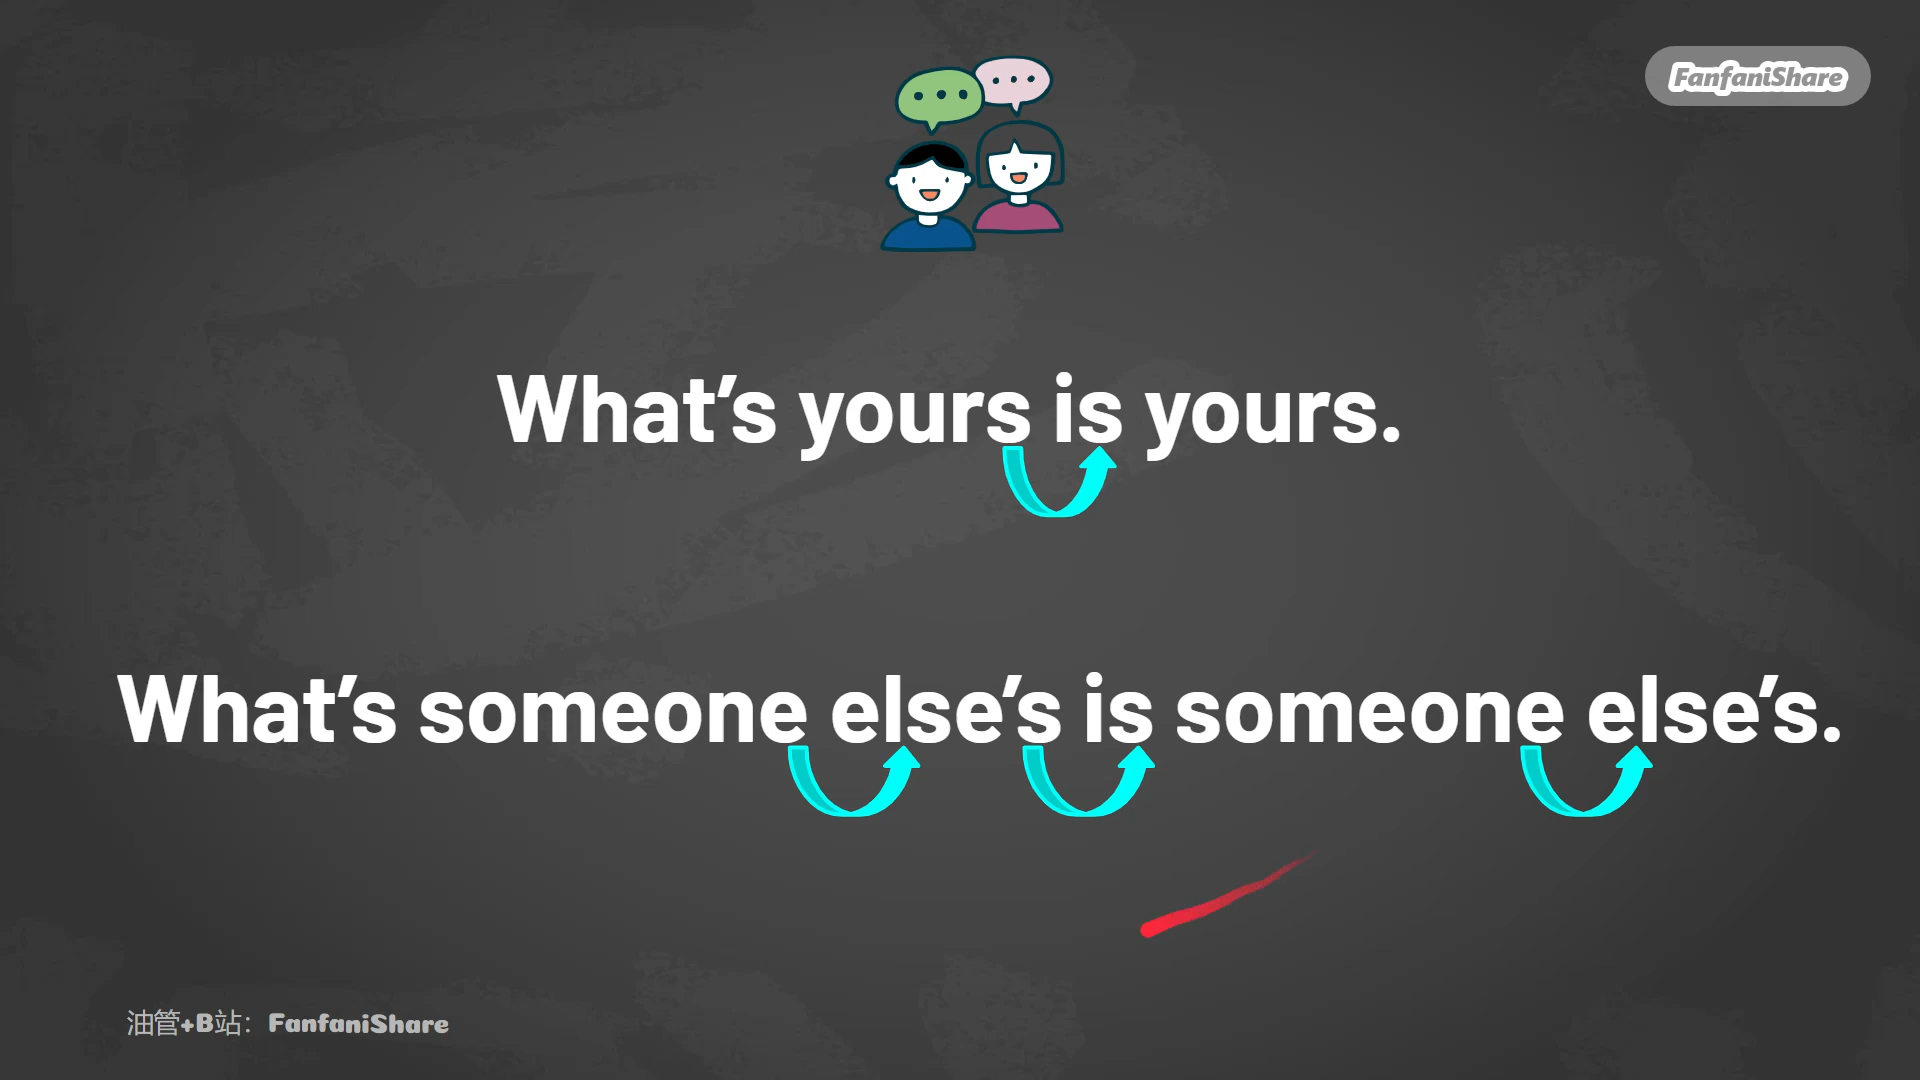 FanfaniShare
What’s yours is yours.
What’s someone else’s is someone else’s.
油管+B站：FanfaniShare